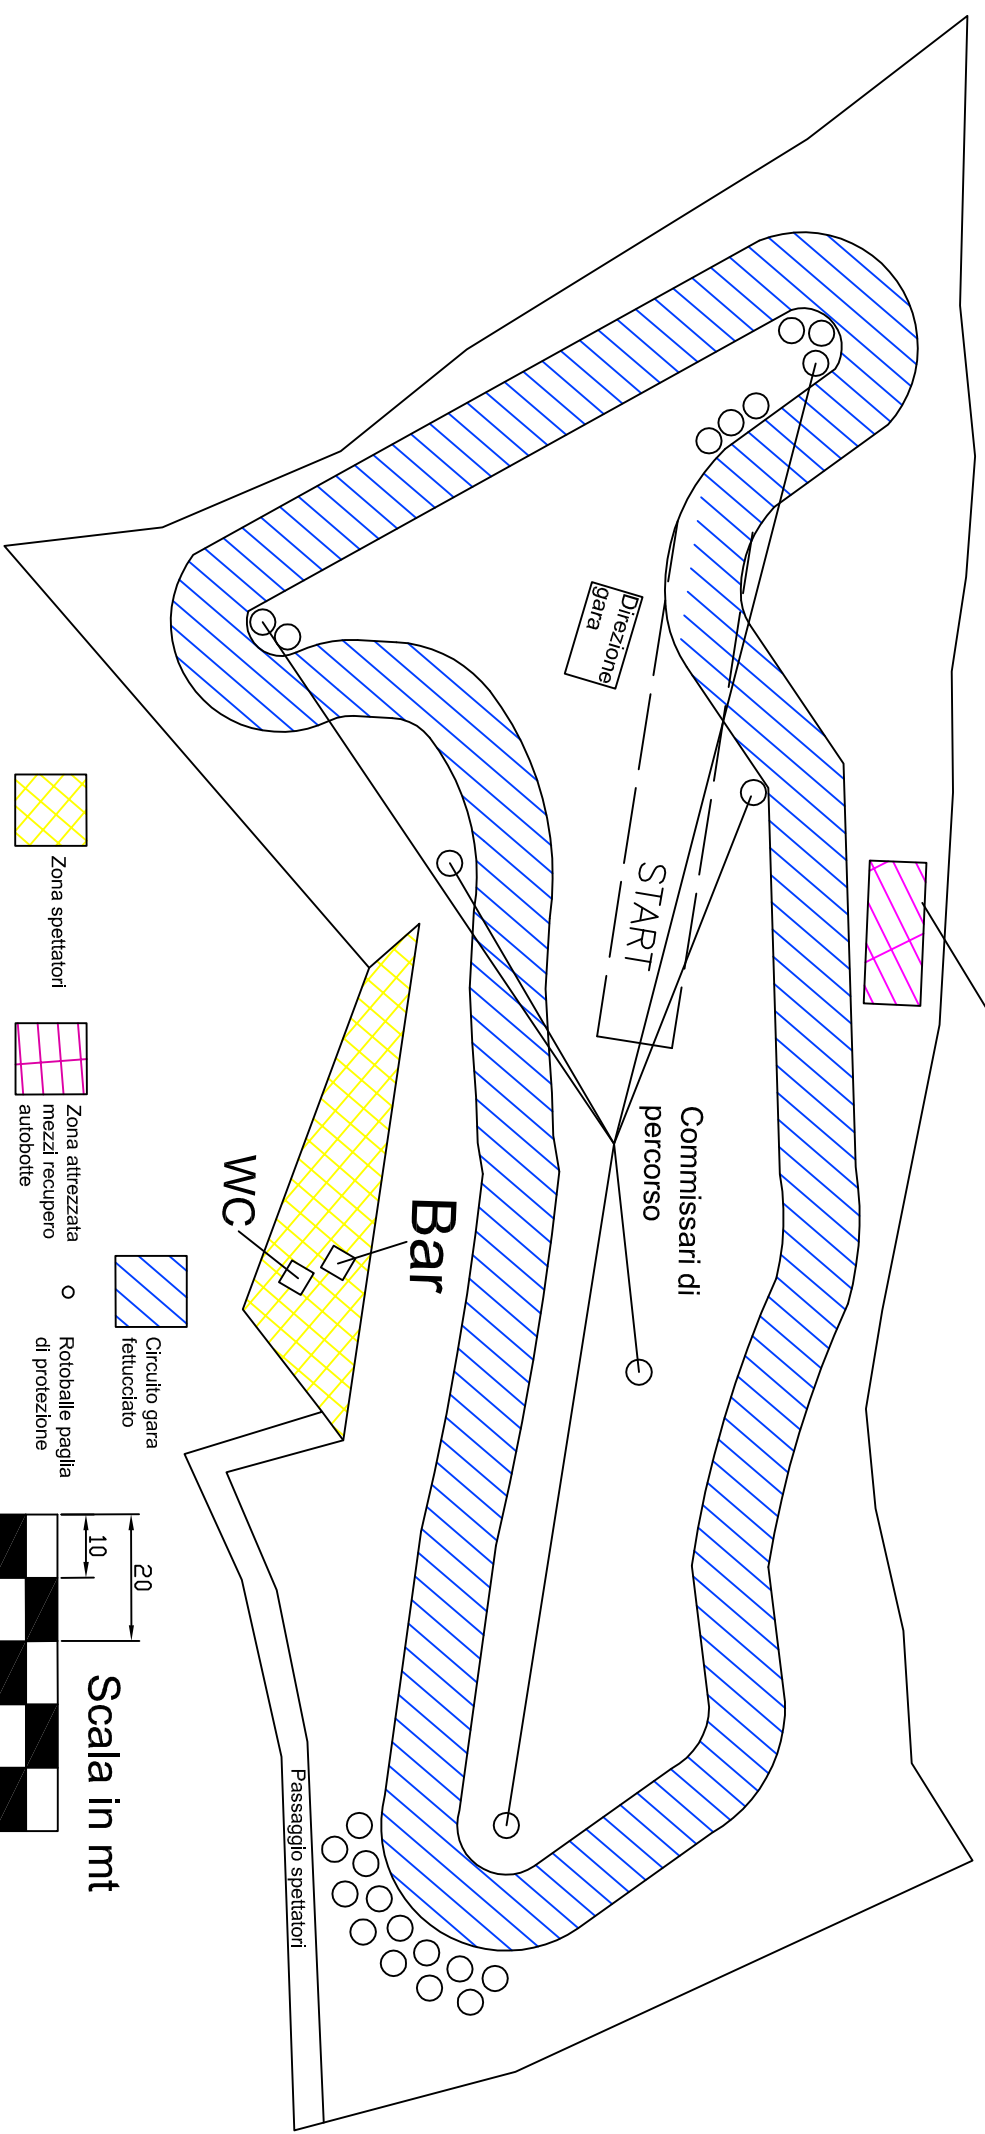 Direzione
gara
START
Commissari di
percorso
Bar
WC
Zona spettatori
Zona attrezzata
mezzi recupero
autobotte
Circuito gara
fettucciato
Rotoballe paglia
di protezione
10
20
Scala in mt
Passaggio spettatori